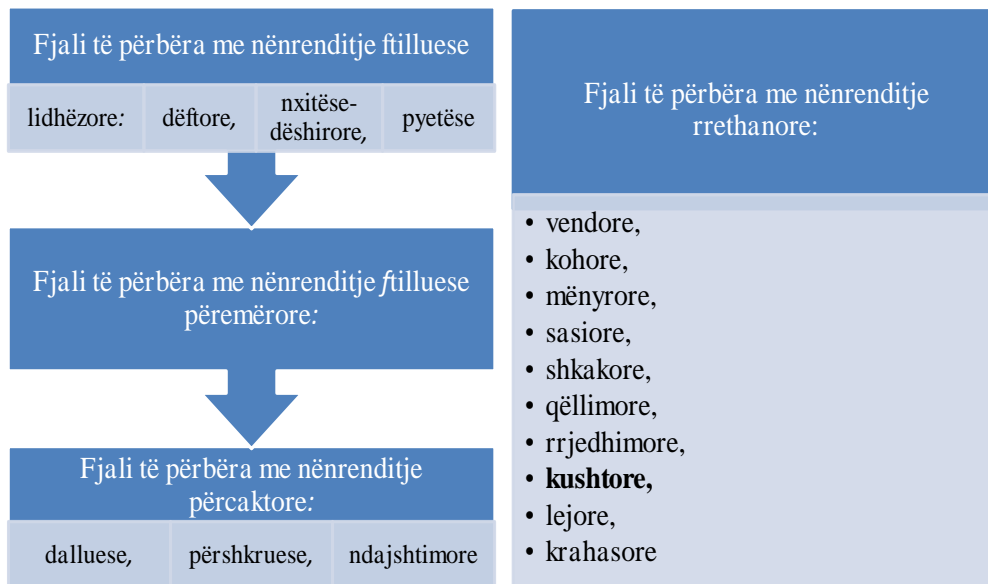 Fjali të përbëra me nënrenditje ftilluese
lidhëzore:
dëftore,
nxitëse-
dëshirore,
pyetëse
Fjali të përbëra me nënrenditje ftilluese
përemërore:
Fjali të përbëra me nënrenditje
përcaktore:
dalluese,
përshkruese,
ndajshtimore
Fjali të përbëra me nënrenditje
rrethanore:
• vendore,
• kohore,
• mënyrore,
• sasiore,
• shkakore,
• qëllimore,
• rrjedhimore,
• kushtore,
• lejore,
• krahasore